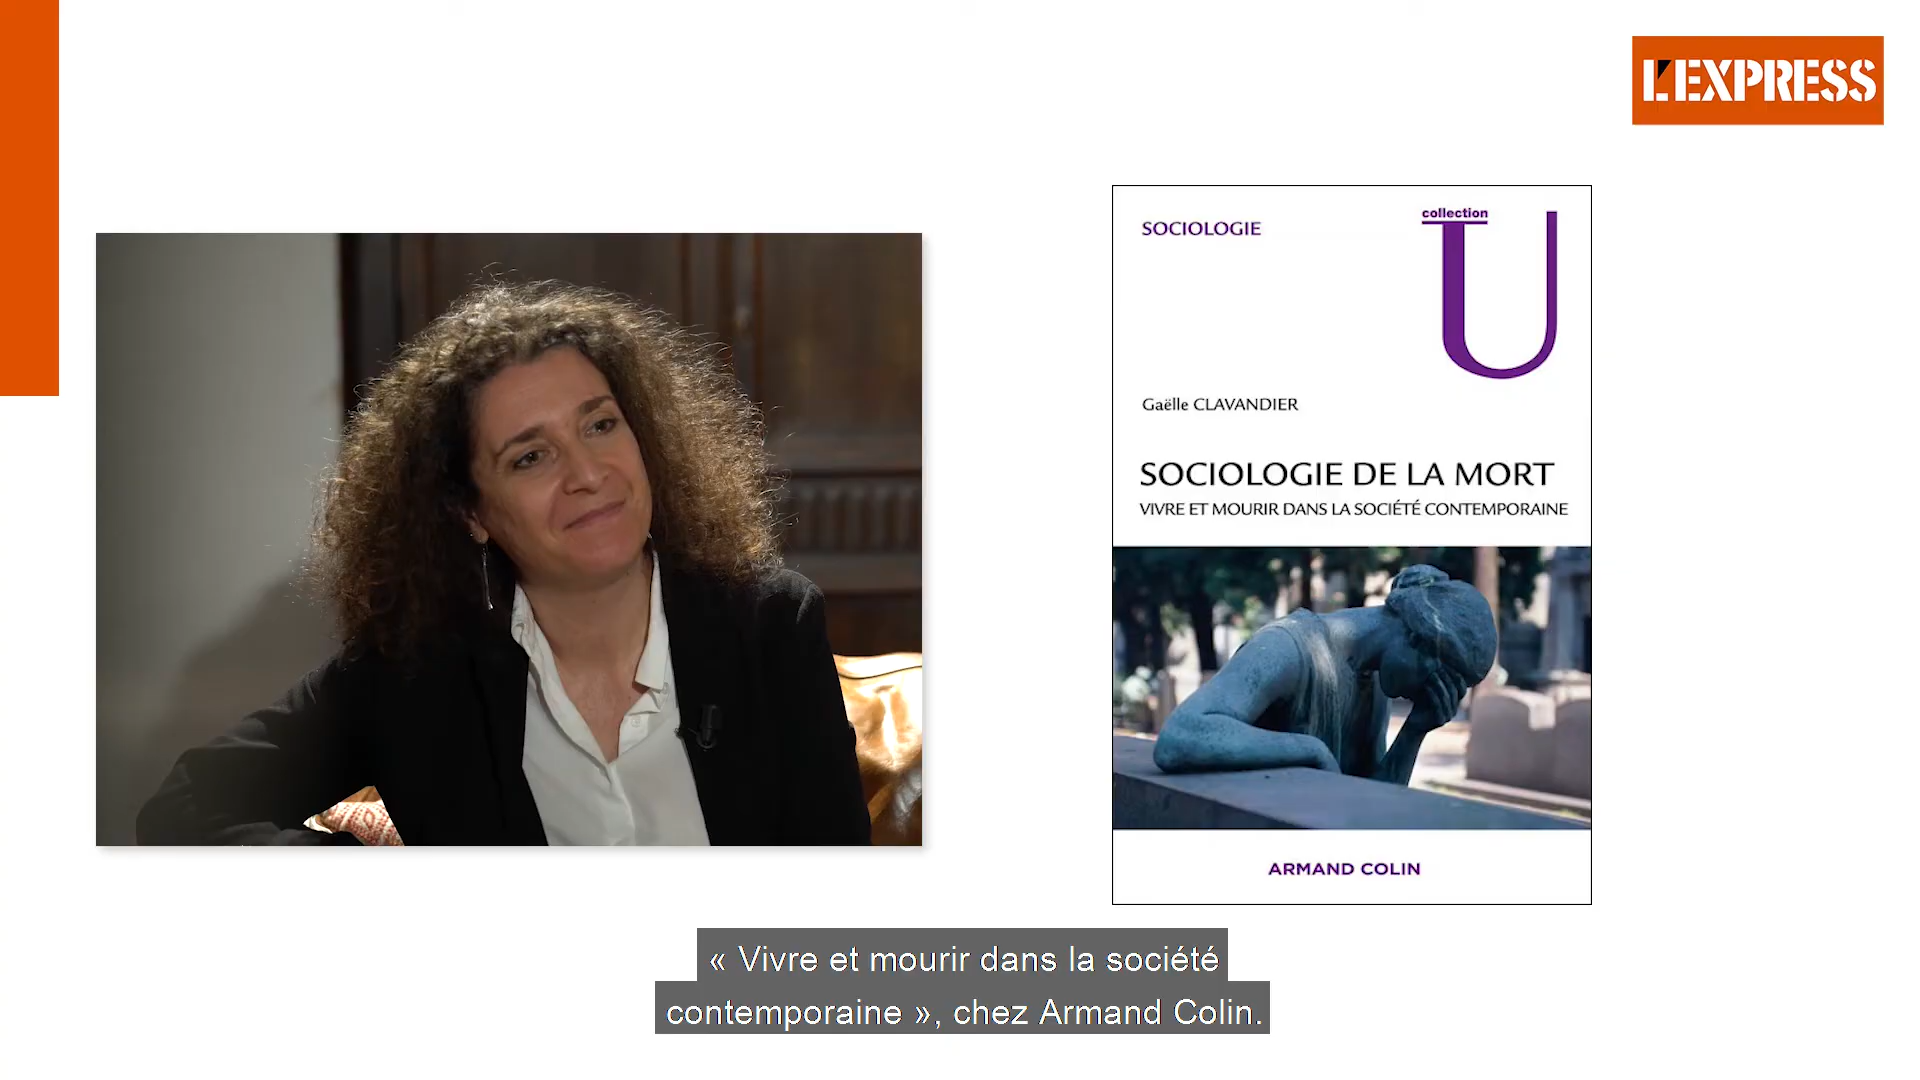 L'EXPRESS
collection
U
SOCIOLOGIE
Gaëlle CLAVANDIER
SOCIOLOGIE DE LA MORT
VIVRE ET MOURIR DANS LA SOCIÉTÉ CONTEMPORAINE
ARMAND COLIN
« Vivre et mourir dans la société
contemporaine », chez Armand Colin.